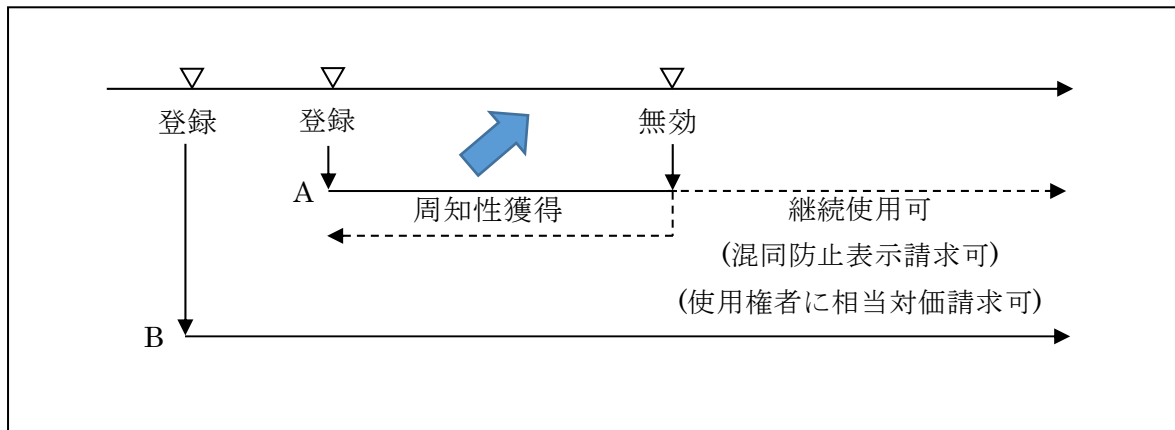 登録 登録 無効
A
周知性獲得 継続使用可
(混同防止表示請求可)
(使用権者に相当対価請求可)
B